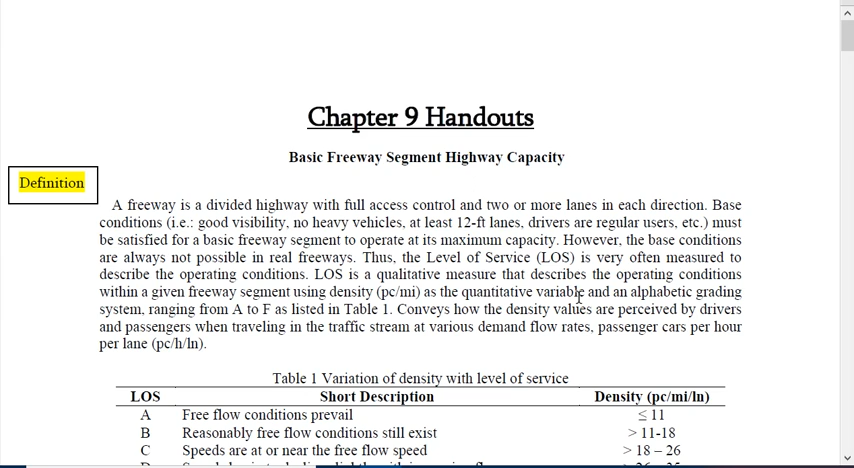 Chapter 9 Handouts
Basic Freeway Segment Highway Capacity
Definition
A freeway is a divided highway with full access control and two or more lanes in each direction. Base
conditions (i.e.: good visibility, no heavy vehicles, at least 12-ft lanes, drivers are regular users, etc.) must
be satisfied for a basic freeway segment to operate at its maximum capacity. However, the base conditions
are always not possible in real freeways. Thus, the Level of Service (LOS) is very often measured to
describe the operating conditions. LOS is a qualitative measure that describes the operating conditions
within a given freeway segment using density (pc/mi) as the quantitative variable and an alphabetic grading
system, ranging from A to F as listed in Table 1. Conveys how the density values are perceived by drivers
and passengers when traveling in the traffic stream at various demand flow rates, passenger cars per hour
per lane (pc/h/ln).
Table 1 Variation of density with level of service
LOS Short Description Density (pc/mi/ln)
A Free flow conditions prevail ≤ 11
B Reasonably free flow conditions still exist > 11-18
C Speeds are at or near the free flow speed > 18 – 26